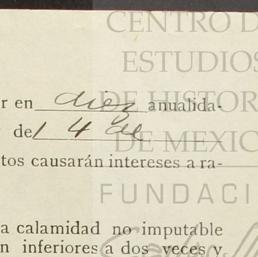 CENTRO D
ESTUDIOS
r en diez anualida-
DE HISTOR
de 1 4 de
DE MEXIC
tos causarán intereses a ra-
FUNDACI
a calamidad no imputable
n inferiores a dos veces y